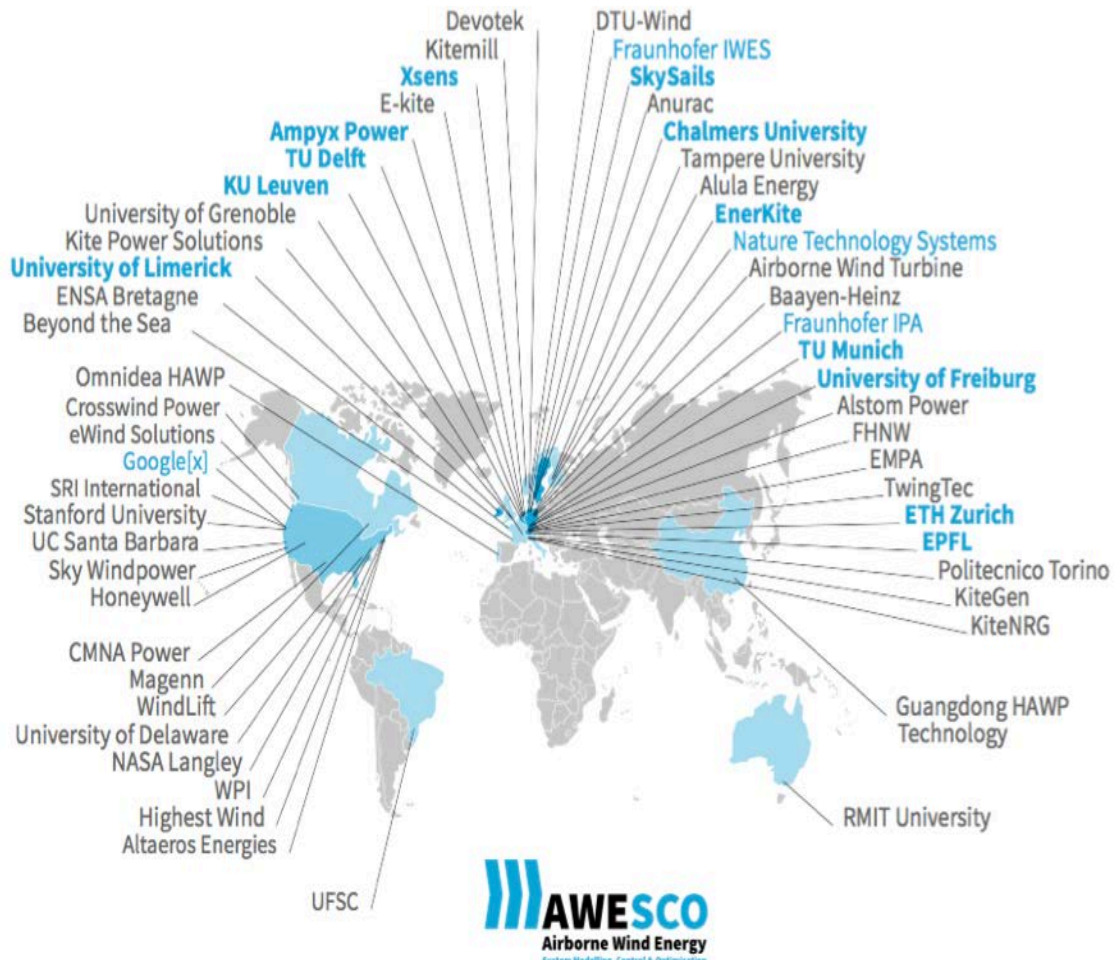 Devotek
Kitemill
Xsens
E-kite
Ampyx Power
TU Delft
KU Leuven
University of Grenoble
Kite Power Solutions
University of Limerick
ENSA Bretagne
Beyond the Sea
Omnidea HAWP
Crosswind Power
eWind Solutions
Google[x]
SRI International
Stanford University
UC Santa Barbara
Sky Windpower
Honeywell
CMNA Power
Magenn
WindLift
University of Delaware
NASA Langley
WPI
Highest Wind
Altaeros Energies
UFSC
DTU-Wind
Fraunhofer IWES
SkySails
Anurac
Chalmers University
Tampere University
Alula Energy
EnerKite
Nature Technology Systems
Airborne Wind Turbine
Baayen-Heinz
Fraunhofer IPA
TU Munich
University of Freiburg
Alstom Power
FHNW
EMPA
TwingTec
ETH Zurich
EPFL
Politecnico Torino
KiteGen
KiteNRG
Guangdong HAWP
Technology
RMIT University
AWESCO
Airborne Wind Energy
System Modelling, Control & Optimisation